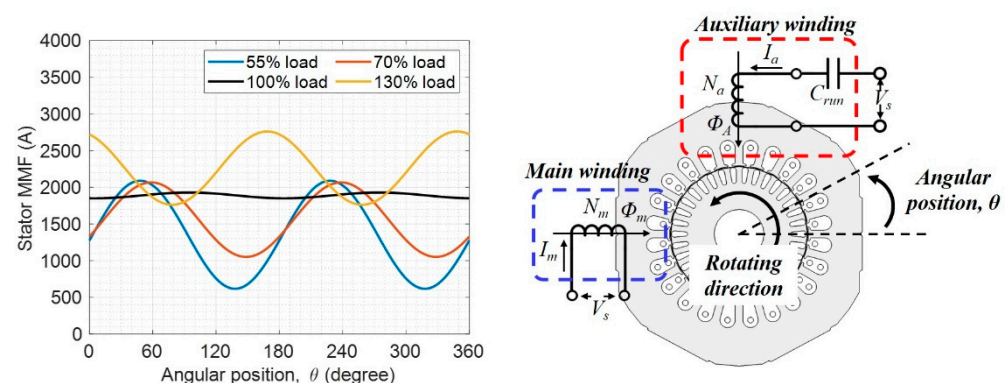 4000
3500
3000
2500
2000
1500
1000
500
0
Stator MMF (A)
55% load
70% load
100% load
130% load
0
60
120
180
240
300
360
Angular position, θ (degree)
Auxiliary winding
I_a
N_a
C_run
V_s
Φ_A
Main winding
N_m
Φ_m
I_m
V_s
Angular
position, θ
Rotating
direction